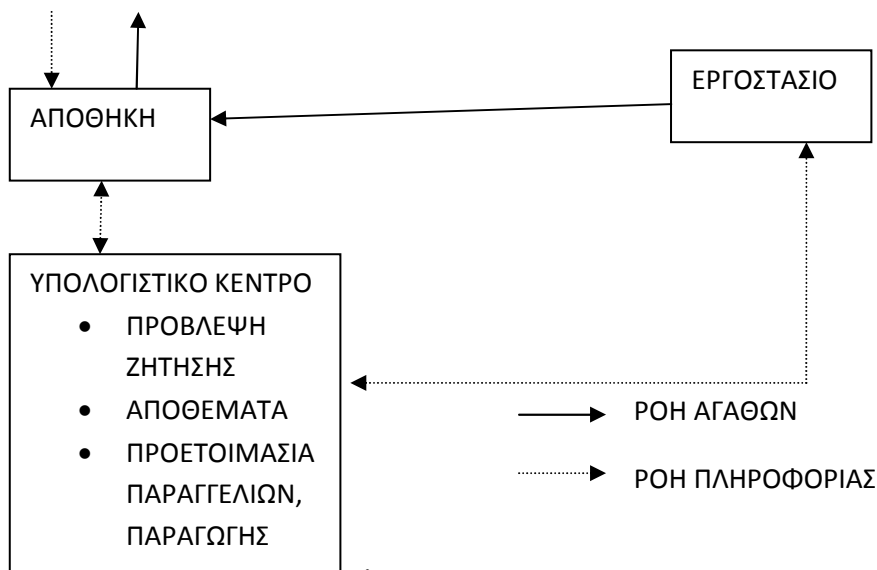 ΕΡΓΟΣΤΑΣΙΟ
ΑΠΟΘΗΚΗ
ΥΠΟΛΟΓΙΣΤΙΚΟ ΚΕΝΤΡΟ
• ΠΡΟΒΛΕΨΗ
ΖΗΤΗΣΗΣ
• ΑΠΟΘΕΜΑΤΑ
• ΠΡΟΕΤΟΙΜΑΣΙΑ
ΠΑΡΑΓΓΕΛΙΩΝ,
ΠΑΡΑΓΩΓΗΣ
ΡΟΗ ΑΓΑΘΩΝ
ΡΟΗ ΠΛΗΡΟΦΟΡΙΑΣ